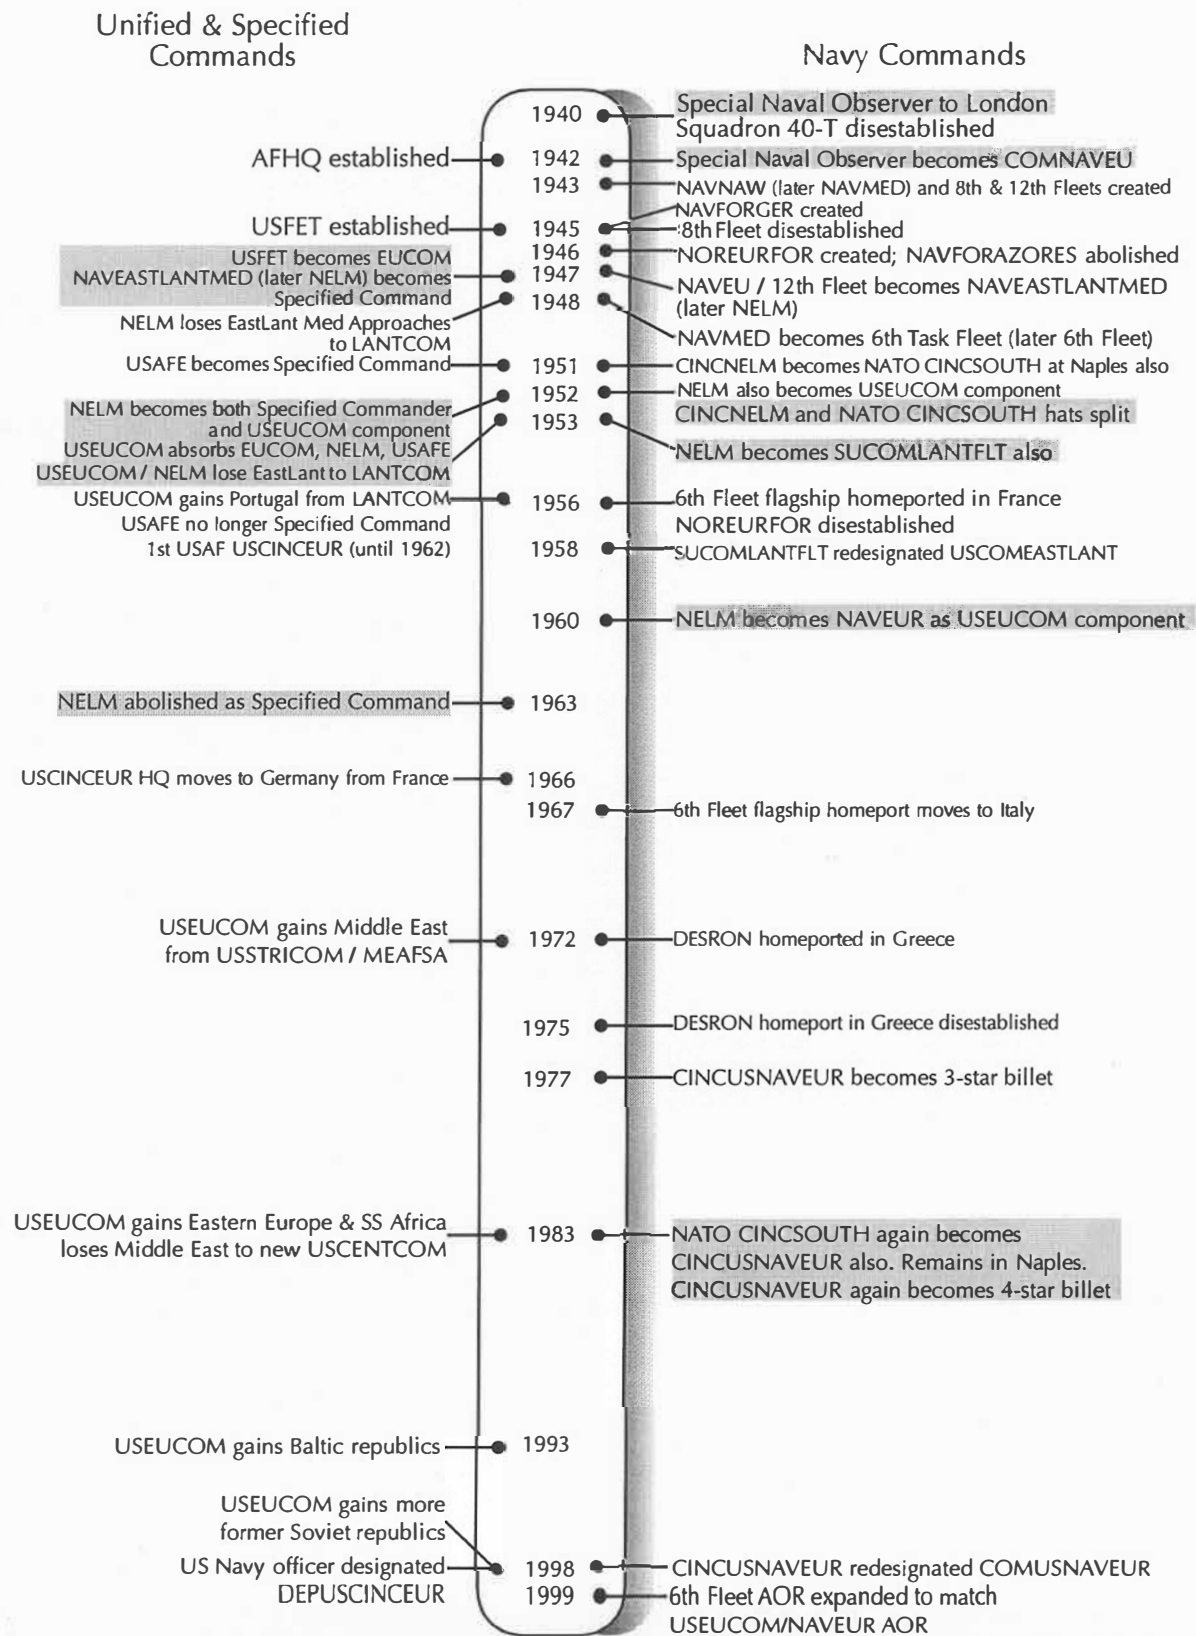 Unified & Specified
Commands
Navy Commands
1940
Special Naval Observer to London
Squadron 40-T disestablished
AFHQ established
1942
Special Naval Observer becomes COMNAVEU
1943
NAVNAW (later NAVMED) and 8th & 12th Fleets created
NAVFORGER created
USFET established
1945
8th Fleet disestablished
USFET becomes EUCOM
1946
NOREURFOR created; NAVFORAZORES abolished
NAVEASTLANTMED (later NELM) becomes
Specified Command
1947
NAVEU / 12th Fleet becomes NAVEASTLANTMED
(later NELM)
1948
NELM loses EastLant Med Approaches
to LANTCOM
NAVMED becomes 6th Task Fleet (later 6th Fleet)
USAFE becomes Specified Command
1951
CINCNELM becomes NATO CINCSOUTH at Naples also
1952
NELM also becomes USEUCOM component
NELM becomes both Specified Commander
and USEUCOM component
CINCNELM and NATO CINCSOUTH hats split
1953
USEUCOM absorbs EUCOM, NELM, USAFE
USEUCOM / NELM lose EastLant to LANTCOM
NELM becomes SUCOMLANTFLT also
USEUCOM gains Portugal from LANTCOM
USAFE no longer Specified Command
1956
6th Fleet flagship homeported in France
NOREURFOR disestablished
1st USAF USCINCEUR (until 1962)
1958
SUCOMLANTFLT redesignated USCOMEASTLANT
1960
NELM becomes NAVEUR as USEUCOM component
NELM abolished as Specified Command
1963
USCINCEUR HQ moves to Germany from France
1966
1967
6th Fleet flagship homeport moves to Italy
USEUCOM gains Middle East
from USSTRICOM / MEAFSA
1972
DESRON homeported in Greece
1975
DESRON homeport in Greece disestablished
1977
CINCUSNAVEUR becomes 3-star billet
USEUCOM gains Eastern Europe & SS Africa
loses Middle East to new USCENTCOM
1983
NATO CINCSOUTH again becomes
CINCUSNAVEUR also. Remains in Naples.
CINCUSNAVEUR again becomes 4-star billet
USEUCOM gains Baltic republics
1993
USEUCOM gains more
former Soviet republics
US Navy officer designated
DEPUSCINCEUR
1998
CINCUSNAVEUR redesignated COMUSNAVEUR
1999
6th Fleet AOR expanded to match
USEUCOM/NAVEUR AOR